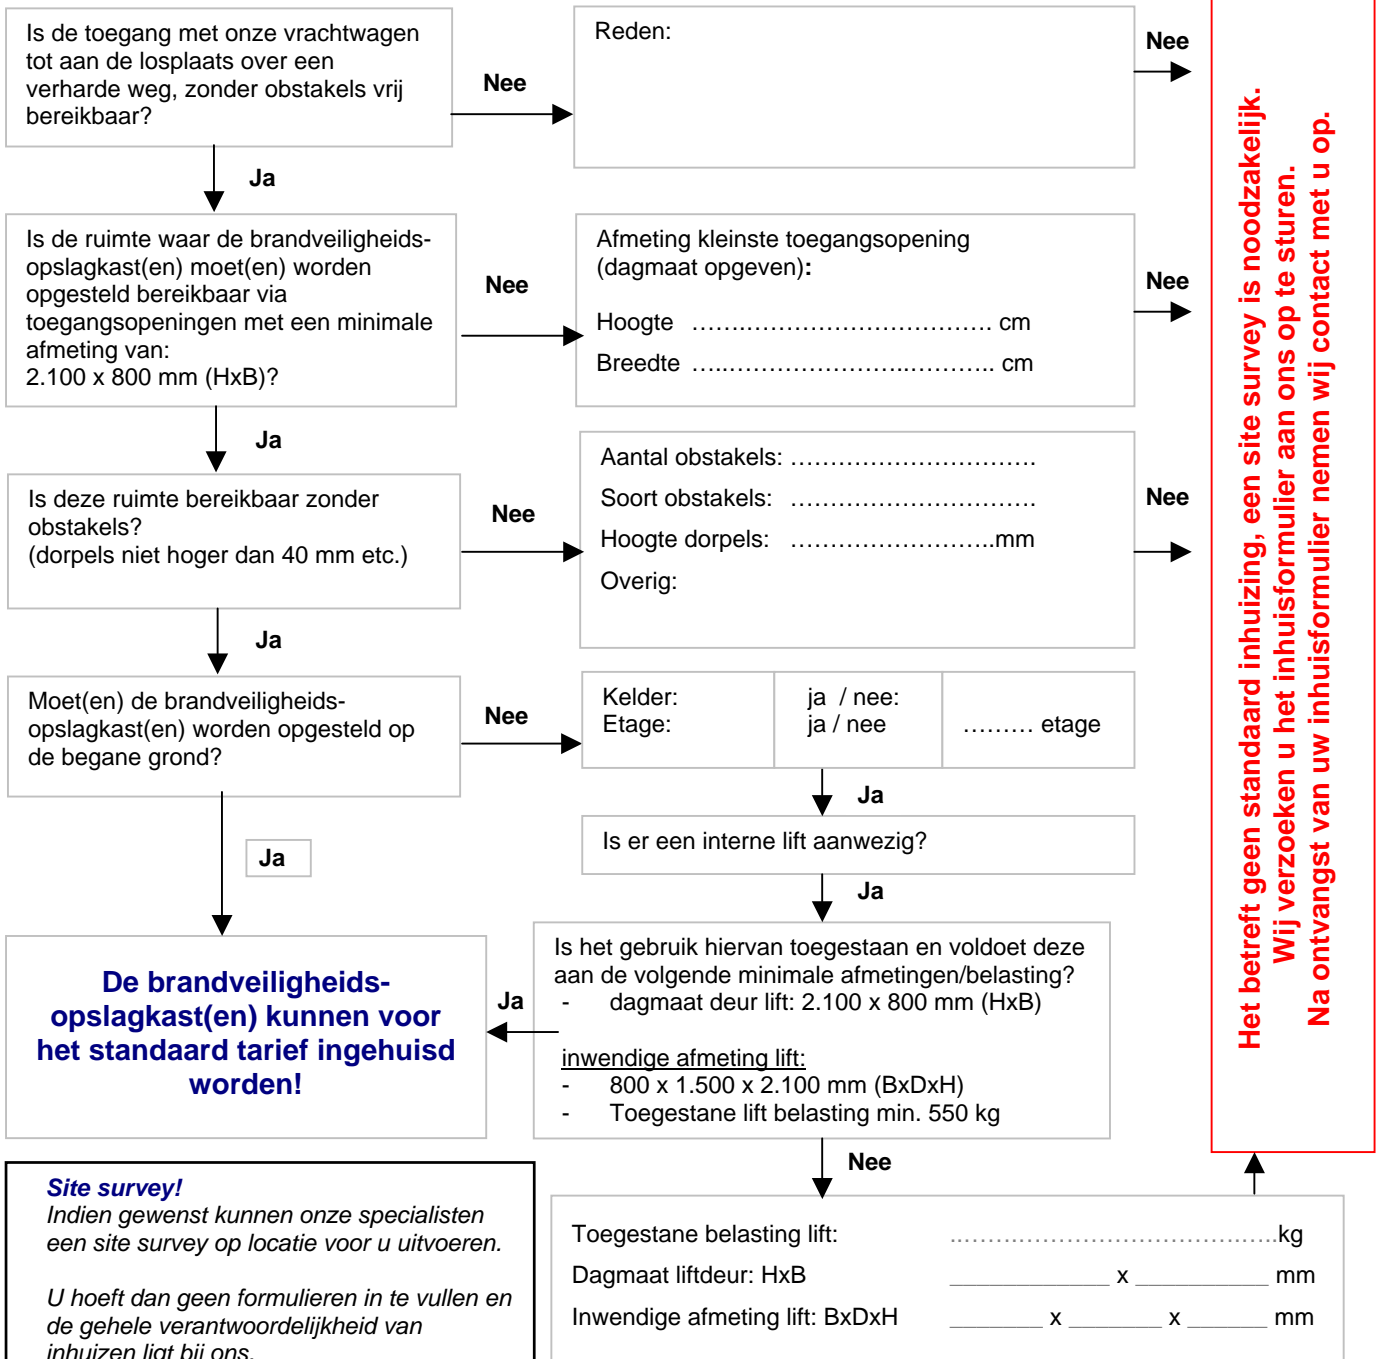 Is de toegang met onze vrachtwagen
tot aan de losplaats over een
verharde weg, zonder obstakels vrij
bereikbaar?
Nee
Reden:
Nee
Ja
Is de ruimte waar de brandveiligheids-
opslagkast(en) moet(en) worden
opgesteld bereikbaar via
toegangsopeningen met een minimale
afmeting van:
2.100 x 800 mm (HxB)?
Nee
Afmeting kleinste toegangsopening
(dagmaat opgeven):
Hoogte …….…………………………. cm
Breedte …..…………………..……….. cm
Nee
Ja
Is deze ruimte bereikbaar zonder
obstakels?
(dorpels niet hoger dan 40 mm etc.)
Nee
Aantal obstakels: ………………………….
Soort obstakels: ………………………….
Hoogte dorpels: ……………………..mm
Overig:
Nee
Ja
Moet(en) de brandveiligheids-
opslagkast(en) worden opgesteld op
de begane grond?
Nee
Kelder: ja / nee:
Etage: ja / nee ……… etage
Ja
Is er een interne lift aanwezig?
Ja
Ja
Is het gebruik hiervan toegestaan en voldoet deze
aan de volgende minimale afmetingen/belasting?
- dagmaat deur lift: 2.100 x 800 mm (HxB)
inwendige afmeting lift:
- 800 x 1.500 x 2.100 mm (BxDxH)
- Toegestane lift belasting min. 550 kg
Ja
De brandveiligheids-
opslagkast(en) kunnen voor
het standaard tarief ingehuisd
worden!
Nee
Toegestane belasting lift: ..…….……………………….…..kg
Dagmaat liftdeur: HxB ____________ x __________ mm
Inwendige afmeting lift: BxDxH _______ x _______ x ______ mm
Site survey!
Indien gewenst kunnen onze specialisten
een site survey op locatie voor u uitvoeren.
U hoeft dan geen formulieren in te vullen en
de gehele verantwoordelijkheid van
inhuizen ligt bij ons.
Het betreft geen standaard inhuizing, een site survey is noodzakelijk.
Wij verzoeken u het inhuisformulier aan ons op te sturen.
Na ontvangst van uw inhuisformulier nemen wij contact met u op.